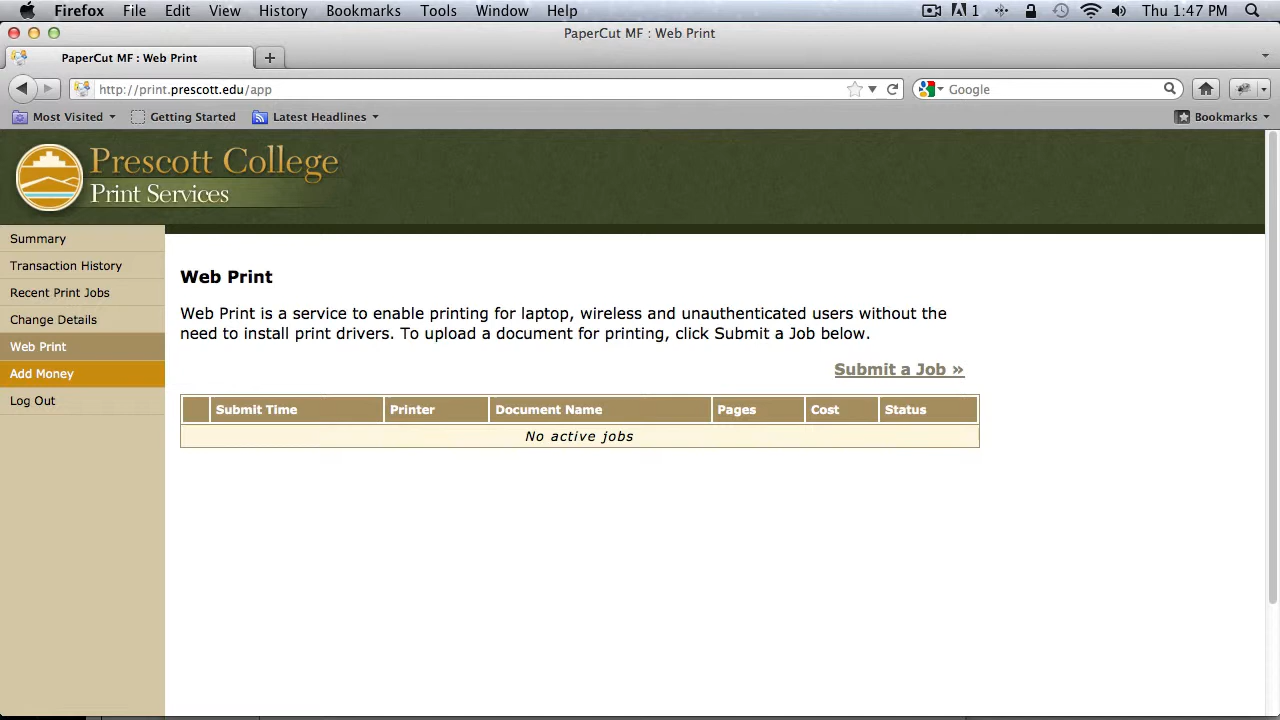 Firefox File Edit View History Bookmarks Tools Window Help 1 Thu 1:47 PM
PaperCut MF : Web Print
PaperCut MF : Web Print
http://print.prescott.edu/app Google
Most Visited Getting Started Latest Headlines Bookmarks
Prescott College
Print Services
Summary
Transaction History
Recent Print Jobs
Change Details
Web Print
Add Money
Log Out
Web Print
Web Print is a service to enable printing for laptop, wireless and unauthenticated users without the
need to install print drivers. To upload a document for printing, click Submit a Job below.
Submit a Job »
Submit Time Printer Document Name Pages Cost Status
No active jobs